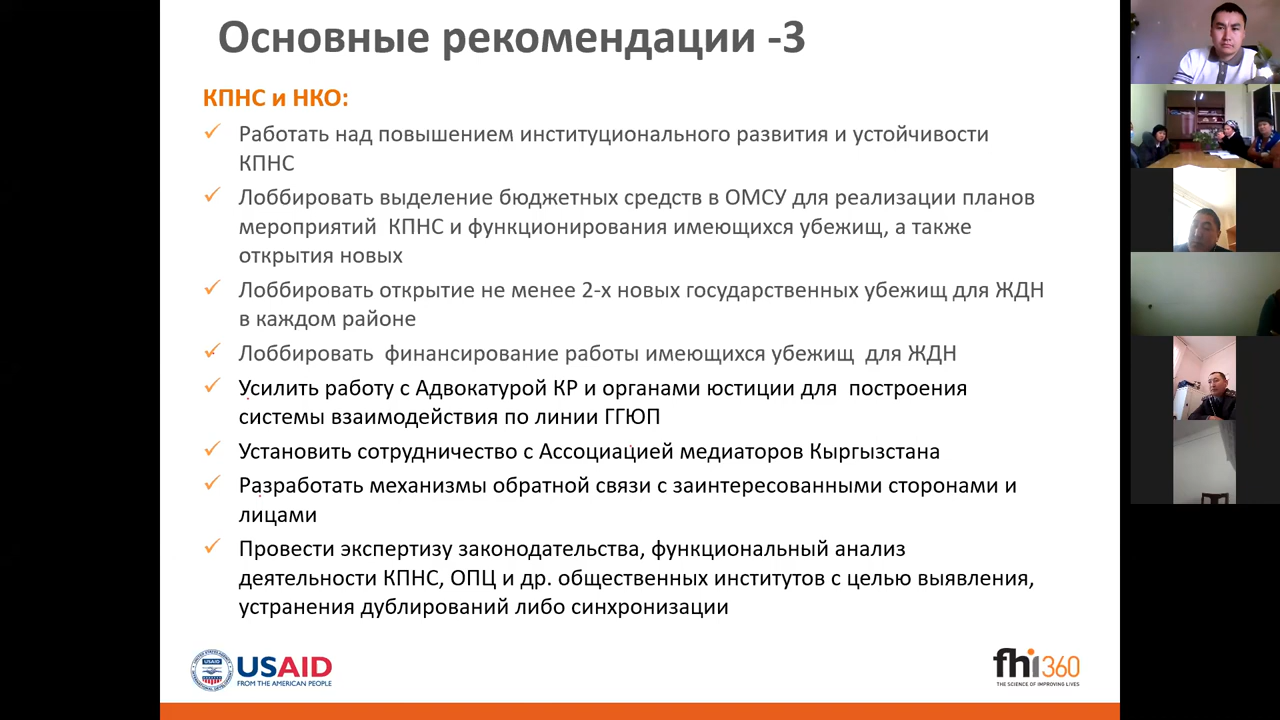 Основные рекомендации -3
КПНС и НКО:
Работать над повышением институционального развития и устойчивости
КПНС
Лоббировать выделение бюджетных средств в ОМСУ для реализации планов
мероприятий КПНС и функционирования имеющихся убежищ, а также
открытия новых
Лоббировать открытие не менее 2-х новых государственных убежищ для ЖДН
в каждом районе
Лоббировать финансирование работы имеющихся убежищ для ЖДН
Усилить работу с Адвокатурой КР и органами юстиции для построения
системы взаимодействия по линии ГГЮП
Установить сотрудничество с Ассоциацией медиаторов Кыргызстана
Разработать механизмы обратной связи с заинтересованными сторонами и
лицами
Провести экспертизу законодательства, функциональный анализ
деятельности КПНС, ОПЦ и др. общественных институтов с целью выявления,
устранения дублирований либо синхронизации
USAID
FROM THE AMERICAN PEOPLE
fhi360
THE SCIENCE OF IMPROVING LIVES